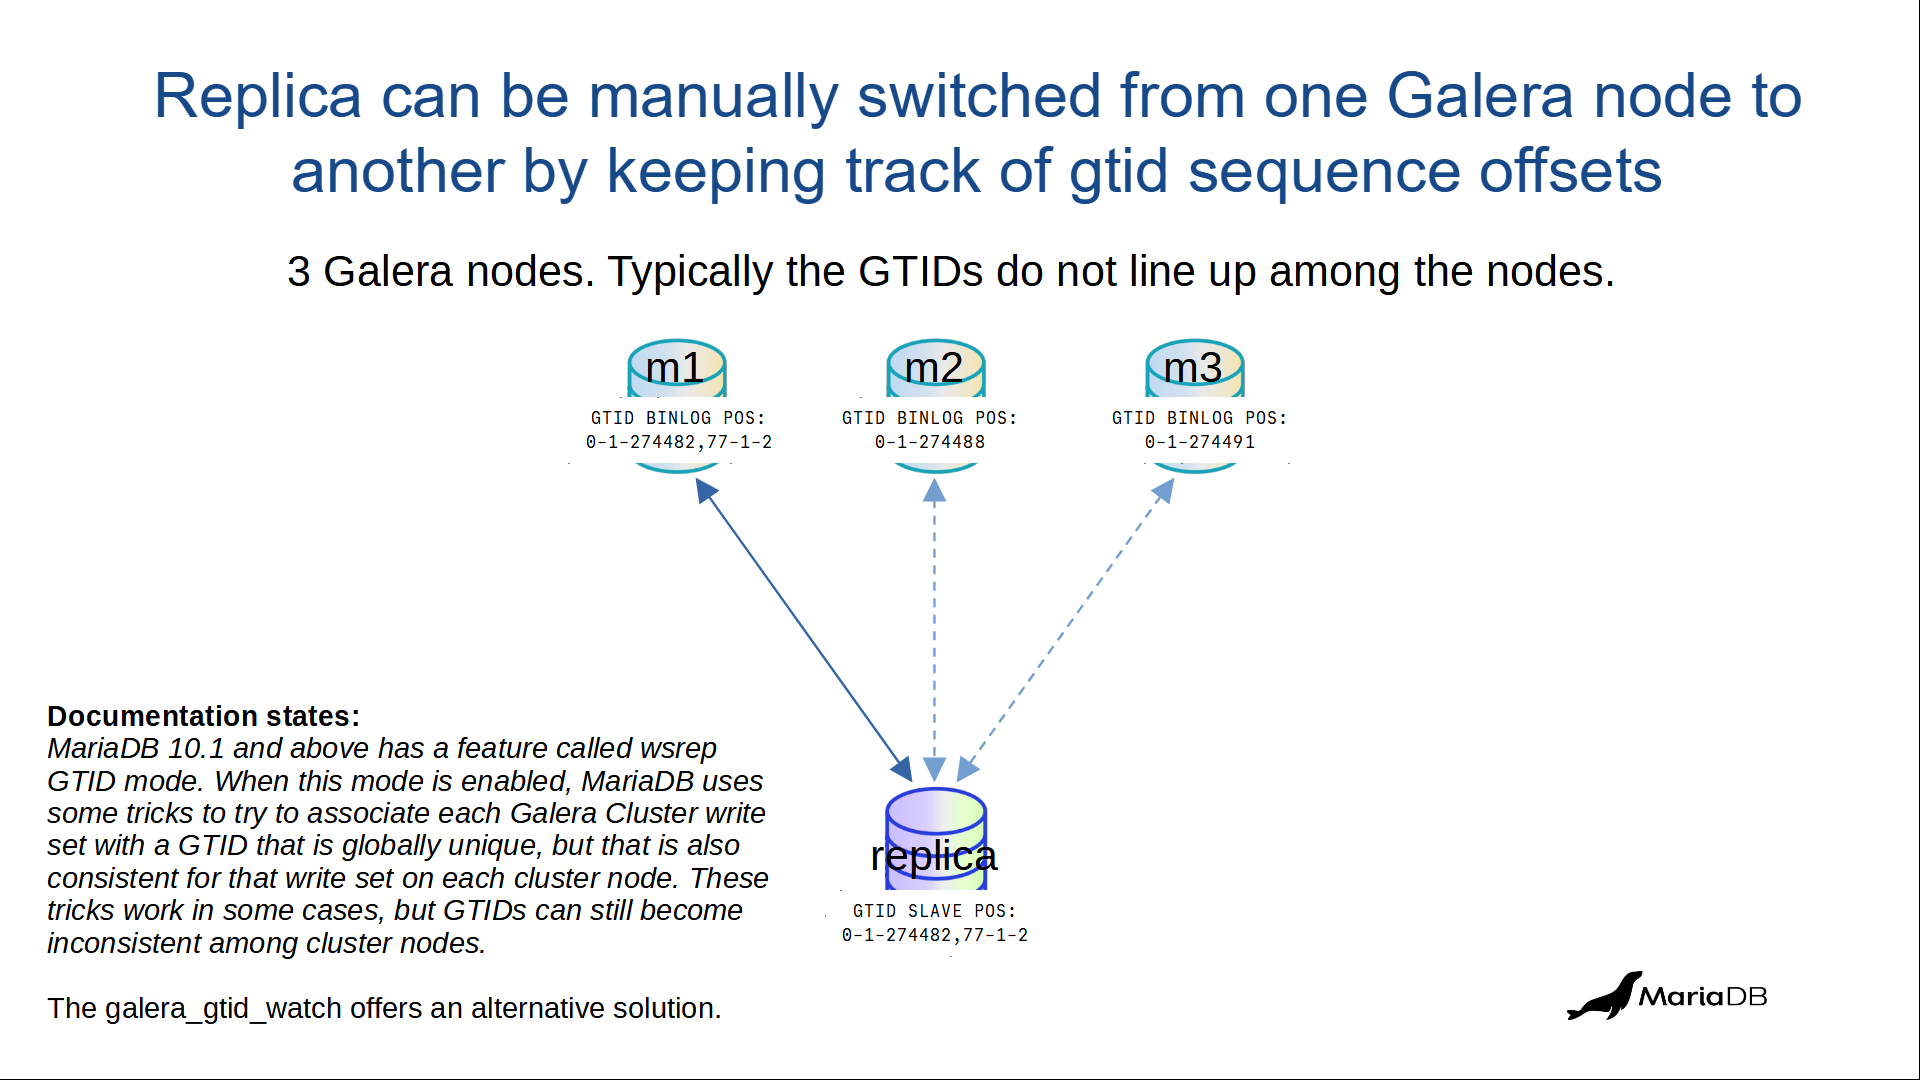 Replica can be manually switched from one Galera node to
another by keeping track of gtid sequence offsets
3 Galera nodes. Typically the GTIDs do not line up among the nodes.
m1
m2
m3
GTID BINLOG POS:
0-1-274482,77-1-2
GTID BINLOG POS:
0-1-274488
GTID BINLOG POS:
0-1-274491
Documentation states:
MariaDB 10.1 and above has a feature called wsrep
GTID mode. When this mode is enabled, MariaDB uses
some tricks to try to associate each Galera Cluster write
set with a GTID that is globally unique, but that is also
consistent for that write set on each cluster node. These
tricks work in some cases, but GTIDs can still become
inconsistent among cluster nodes.
The galera_gtid_watch offers an alternative solution.
replica
GTID SLAVE POS:
0-1-274482,77-1-2
MariaDB